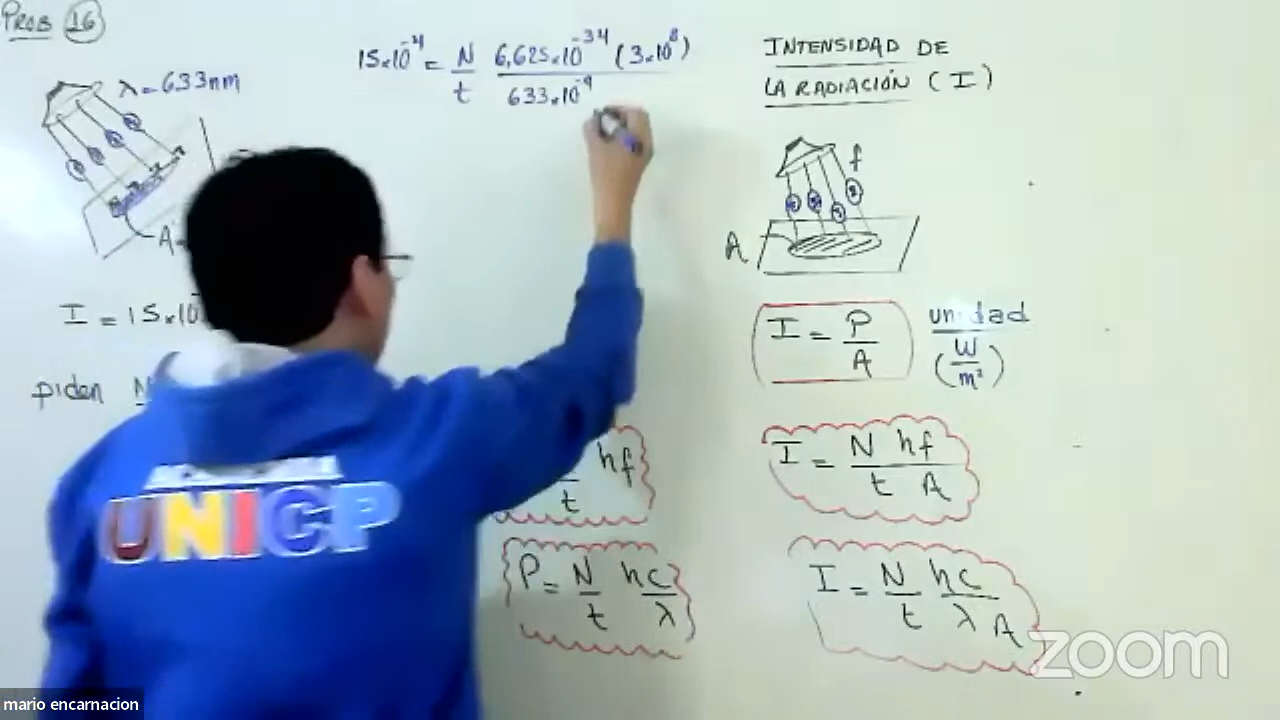 PROB 16
λ = 633nm
A
I = 15x10
piden N
15x10⁻⁴ = N/t 6,625x10⁻³⁴ (3x10⁸) / 633x10⁻⁹
hf
t
P = N/t hc/λ
INTENSIDAD DE
LA RADIACIÓN (I)
f
A
I = P/A
unidad
(W/m²)
I = N hf / t A
I = N/t hc/λ A
UNICP
zoom
mario encarnacion